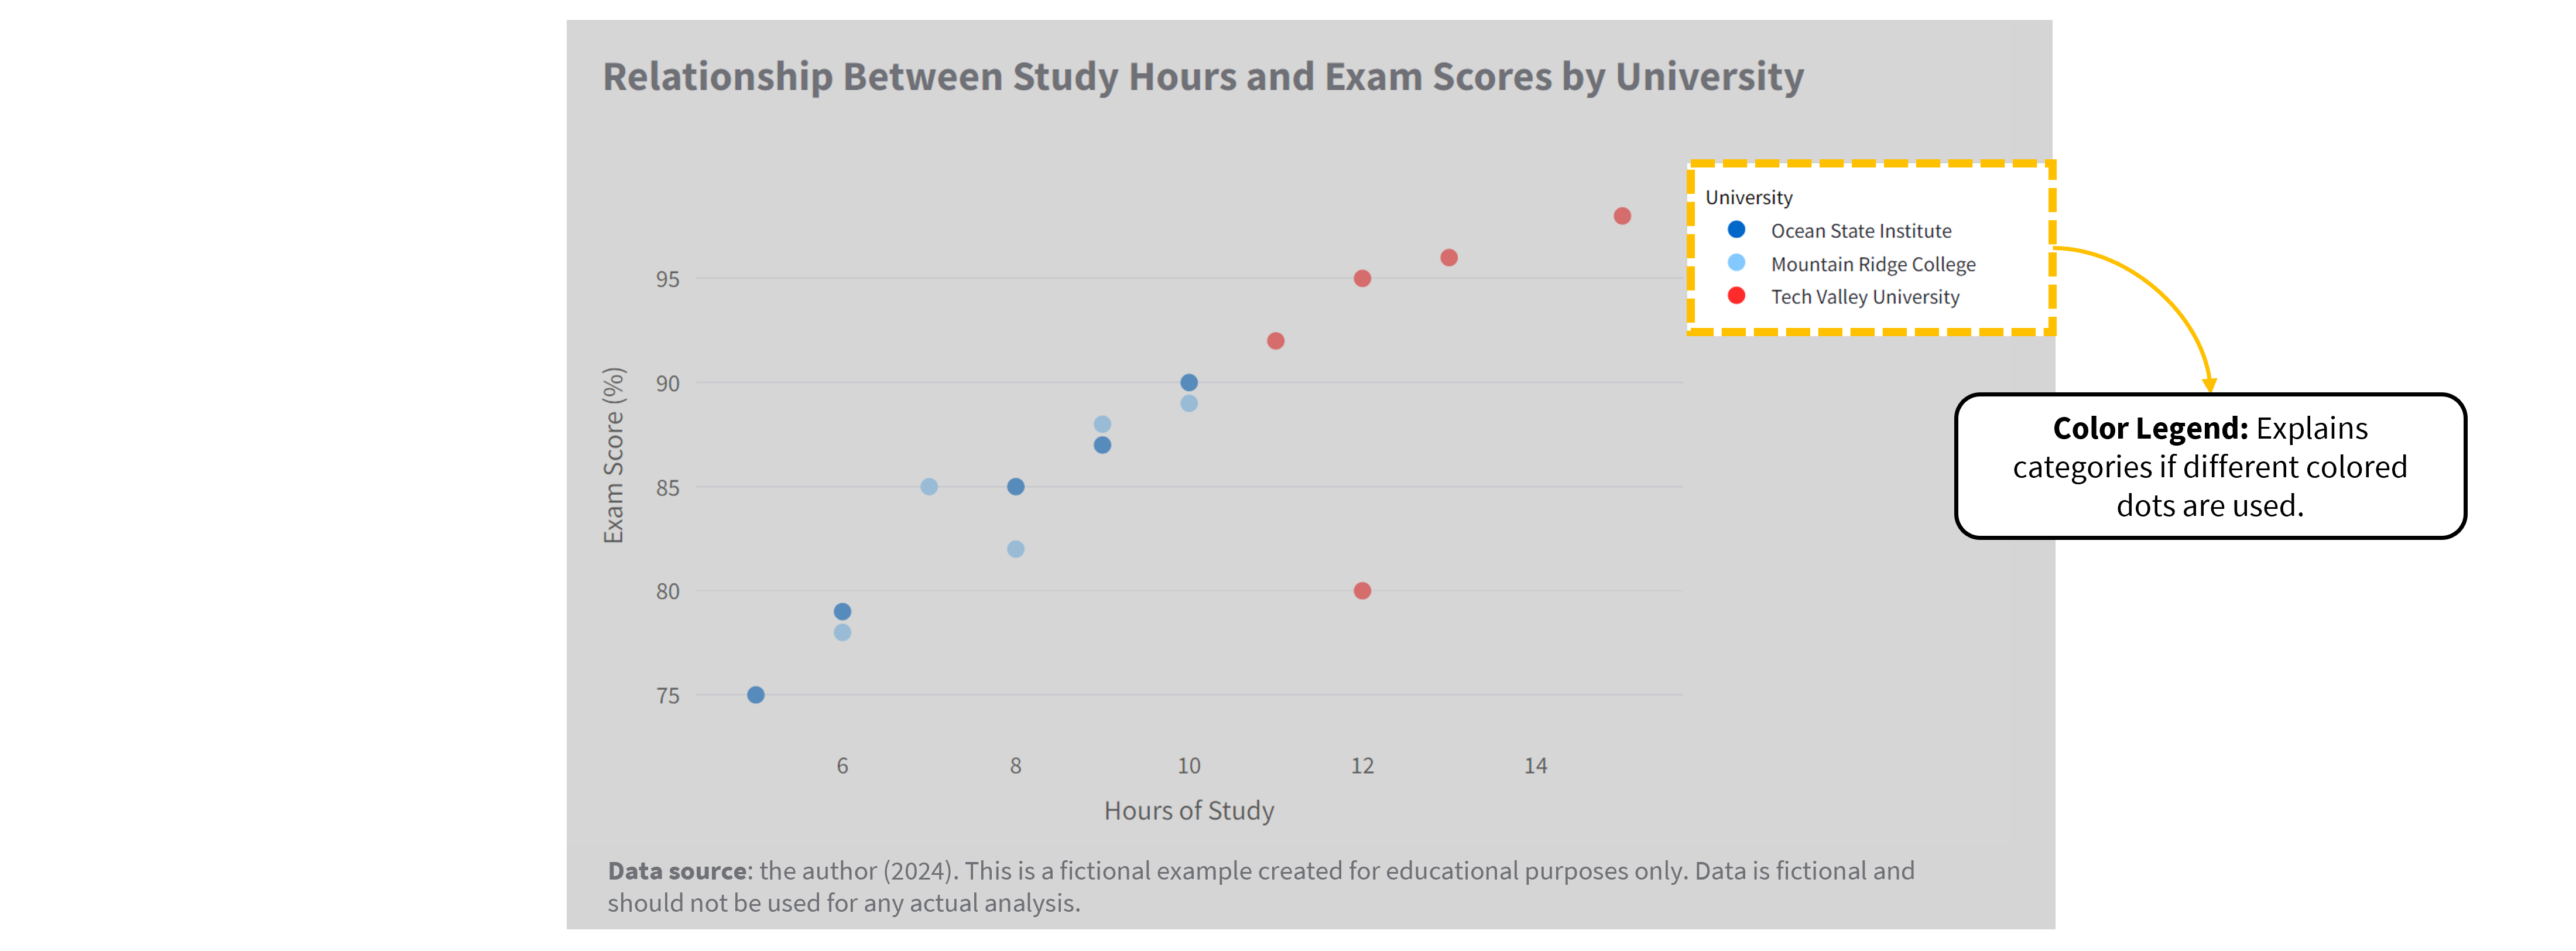 Relationship Between Study Hours and Exam Scores by University
University
Ocean State Institute
Mountain Ridge College
Tech Valley University
Color Legend: Explains
categories if different colored
dots are used.
Exam Score (%)
95
90
85
80
75
6 8 10 12 14
Hours of Study
Data source: the author (2024). This is a fictional example created for educational purposes only. Data is fictional and
should not be used for any actual analysis.